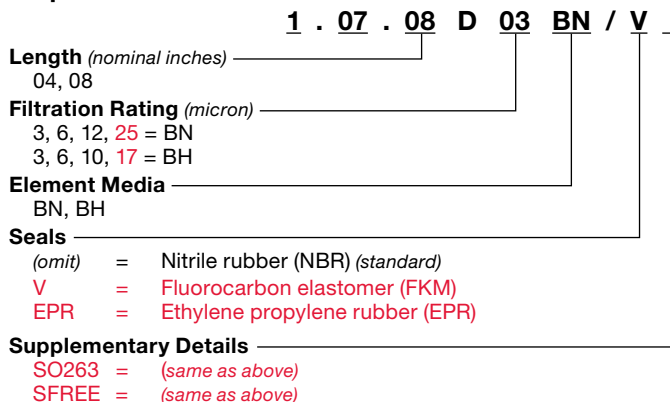 1 . 07 . 08 D 03 BN / V _
Length (nominal inches)
04, 08
Filtration Rating (micron)
3, 6, 12, 25 = BN
3, 6, 10, 17 = BH
Element Media
BN, BH
Seals
(omit) = Nitrile rubber (NBR) (standard)
V = Fluorocarbon elastomer (FKM)
EPR = Ethylene propylene rubber (EPR)
Supplementary Details
SO263 = (same as above)
SFREE = (same as above)